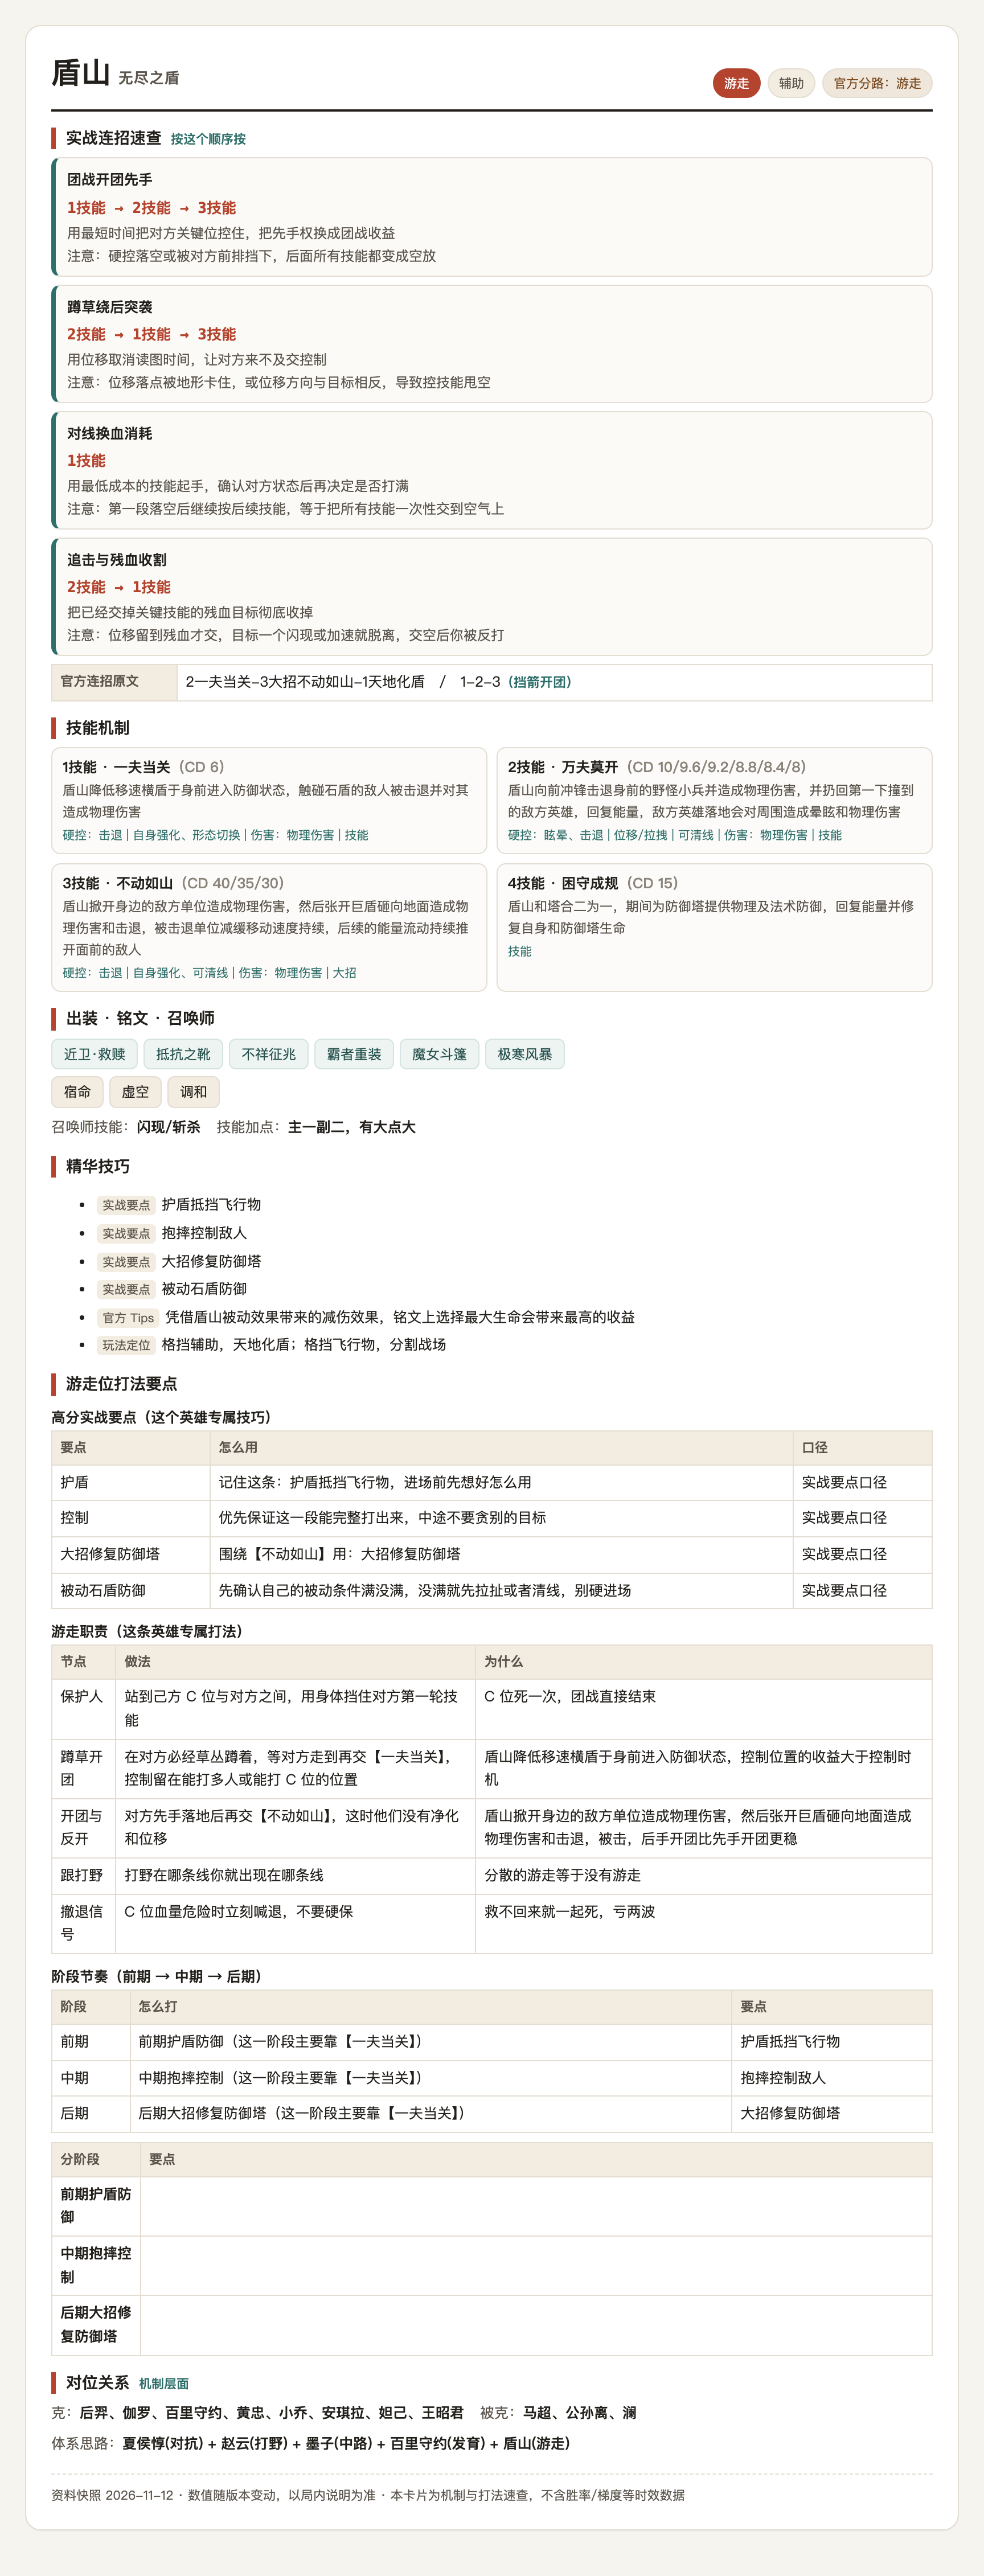 盾山 无尽之盾
游走 辅助 官方分路：游走
实战连招速查 按这个顺序按
团战开团先手
1技能 → 2技能 → 3技能
用最短时间把对方关键位控住，把先手权换成团战收益
注意：硬控落空或被对方前排挡下，后面所有技能都变成空放
蹲草绕后突袭
2技能 → 1技能 → 3技能
用位移取消读图时间，让对方来不及交控制
注意：位移落点被地形卡住，或位移方向与目标相反，导致控技能甩空
对线换血消耗
1技能
用最低成本的技能起手，确认对方状态后再决定是否打满
注意：第一段落空后继续按后续技能，等于把所有技能一次性交到空气上
追击与残血收割
2技能 → 1技能
把已经交掉关键技能的残血目标彻底收掉
注意：位移留到残血才交，目标一个闪现或加速就脱离，交空后你被反打
官方连招原文 2一夫当关-3大招不动如山-1天地化盾 / 1-2-3（挡箭开团）
技能机制
1技能 · 一夫当关（CD 6）
盾山降低移速横盾于身前进入防御状态，触碰石盾的敌人被击退并对其
造成物理伤害
硬控：击退 | 自身强化、形态切换 | 伤害：物理伤害 | 技能
2技能 · 万夫莫开（CD 10/9.6/9.2/8.8/8.4/8）
盾山向前冲锋击退身前的野怪小兵并造成物理伤害，并扔回第一下撞到
的敌方英雄，回复能量，敌方英雄落地会对周围造成晕眩和物理伤害
硬控：眩晕、击退 | 位移/拉拽 | 可清线 | 伤害：物理伤害 | 技能
3技能 · 不动如山（CD 40/35/30）
盾山掀开身边的敌方单位造成物理伤害，然后张开巨盾砸向地面造成物
理伤害和击退，被击退单位减缓移动速度持续，后续的能量流动持续推
开面前的敌人
硬控：击退 | 自身强化、可清线 | 伤害：物理伤害 | 大招
4技能 · 困守成规（CD 15）
盾山和塔合二为一，期间为防御塔提供物理及法术防御，回复能量并修
复自身和防御塔生命
技能
出装 · 铭文 · 召唤师
近卫·救赎 抵抗之靴 不祥征兆 霸者重装 魔女斗篷 极寒风暴
宿命 虚空 调和
召唤师技能：闪现/斩杀 技能加点：主一副二，有大点大
精华技巧
• 实战要点 护盾抵挡飞行物
• 实战要点 抱摔控制敌人
• 实战要点 大招修复防御塔
• 实战要点 被动石盾防御
• 官方 Tips 凭借盾山被动效果带来的减伤效果，铭文上选择最大生命会带来最高的收益
• 玩法定位 格挡辅助，天地化盾；格挡飞行物，分割战场
游走位打法要点
高分实战要点（这个英雄专属技巧）
要点 怎么用 口径
护盾 记住这条：护盾抵挡飞行物，进场前先想好怎么用 实战要点口径
控制 优先保证这一段能完整打出来，中途不要贪别的目标 实战要点口径
大招修复防御塔 围绕【不动如山】用：大招修复防御塔 实战要点口径
被动石盾防御 先确认自己的被动条件满没满，没满就先拉扯或者清线，别硬进场 实战要点口径
游走职责（这条英雄专属打法）
节点 做法 为什么
保护人 站到己方 C 位与对方之间，用身体挡住对方第一轮技 C 位死一次，团战直接结束
能
蹲草开 在对方必经草丛蹲着，等对方走到再交【一夫当关】， 盾山降低移速横盾于身前进入防御状态，控制位置的收益大于控制时
团 控制留在能打多人或能打 C 位的位置 机
开团与 对方先手落地后再交【不动如山】，这时他们没有净化 盾山掀开身边的敌方单位造成物理伤害，然后张开巨盾砸向地面造成
反开 和位移 物理伤害和击退，被击，后手开团比先手开团更稳
跟打野 打野在哪条线你就出现在哪条线 分散的游走等于没有游走
撤退信 C 位血量危险时立刻喊退，不要硬保 救不回来就一起死，亏两波
号
阶段节奏（前期 → 中期 → 后期）
阶段 怎么打 要点
前期 前期护盾防御（这一阶段主要靠【一夫当关】） 护盾抵挡飞行物
中期 中期抱摔控制（这一阶段主要靠【一夫当关】） 抱摔控制敌人
后期 后期大招修复防御塔（这一阶段主要靠【一夫当关】） 大招修复防御塔
分阶段 要点
前期护盾防
御
中期抱摔控
制
后期大招修
复防御塔
对位关系 机制层面
克：后羿、伽罗、百里守约、黄忠、小乔、安琪拉、妲己、王昭君 被克：马超、公孙离、澜
体系思路：夏侯惇(对抗) + 赵云(打野) + 墨子(中路) + 百里守约(发育) + 盾山(游走)
资料快照 2026-11-12 · 数值随版本变动，以局内说明为准 · 本卡片为机制与打法速查，不含胜率/梯度等时效数据